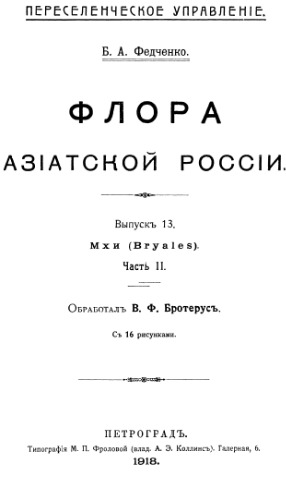 ПЕРЕСЕЛЕНЧЕСКОЕ УПРАВЛЕНІЕ.
Б. А. Федченко.
ФЛОРА
АЗІАТСКОЙ РОССІИ.
Выпускъ 13.
Мхи (Bryales).
Часть II.
Обработалъ В. Ф. Бротерусъ.
Съ 16 рисунками.
ПЕТРОГРАДЪ.
Типографія М. П. Фроловой (влад. А. Э. Коллинсъ). Галерная, 6.
1918.